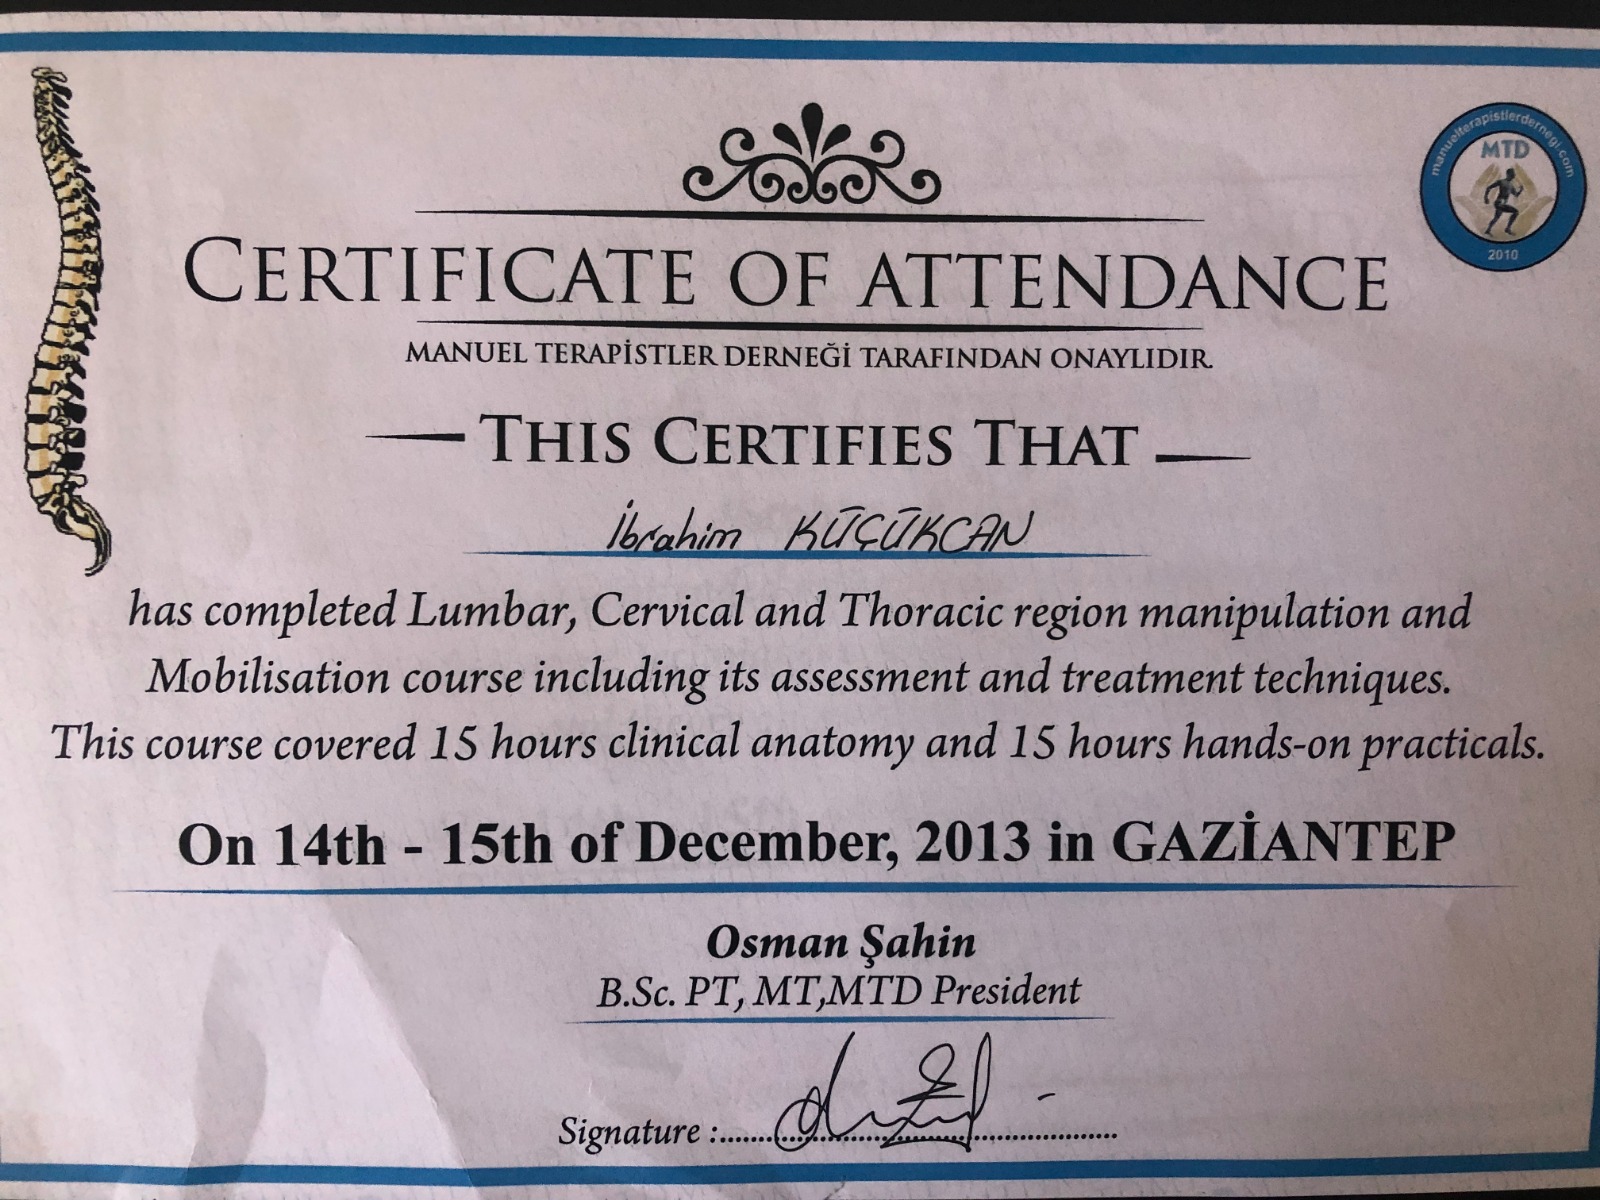 manuelterapistlerdernegi.com
MTD
2010
CERTIFICATE OF ATTENDANCE
MANUEL TERAPİSTLER DERNEĞİ TARAFINDAN ONAYLIDIR.
THIS CERTIFIES THAT
İbrahim KÜÇÜKCAN
has completed Lumbar, Cervical and Thoracic region manipulation and
Mobilisation course including its assessment and treatment techniques.
This course covered 15 hours clinical anatomy and 15 hours hands-on practicals.
On 14th - 15th of December, 2013 in GAZİANTEP
Osman Şahin
B.Sc. PT, MT,MTD President
Signature :